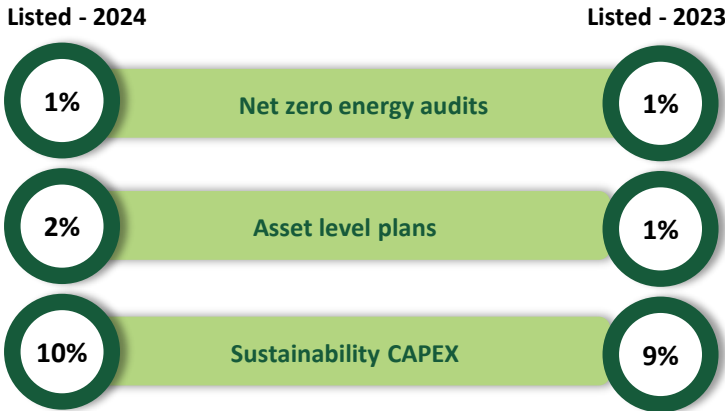 Listed - 2024 Listed - 2023
1% Net zero energy audits 1%
2% Asset level plans 1%
10% Sustainability CAPEX 9%